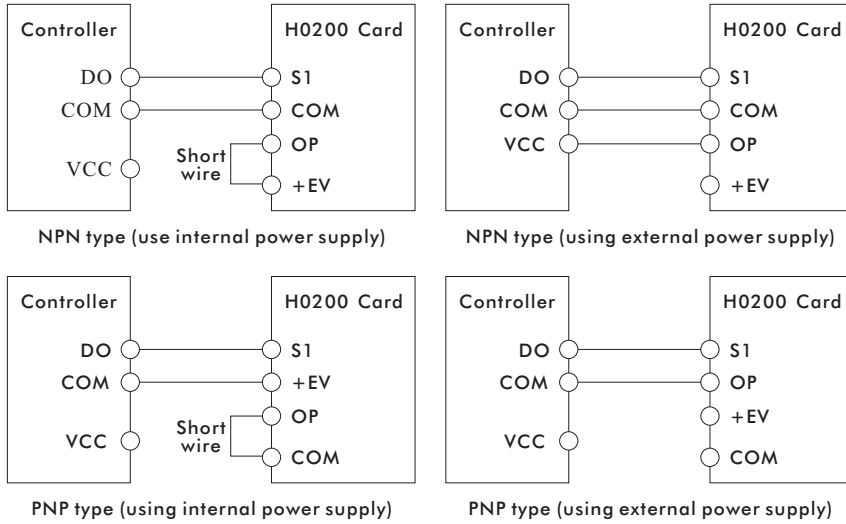 Controller H0200 Card Controller H0200 Card
DO S1 DO S1
COM COM COM COM
OP VCC OP
Short
wire
VCC
+EV +EV
NPN type (use internal power supply) NPN type (using external power supply)
Controller H0200 Card Controller H0200 Card
DO S1 DO S1
COM +EV COM OP
OP +EV
Short
wire
VCC VCC
COM COM
PNP type (using internal power supply) PNP type (using external power supply)